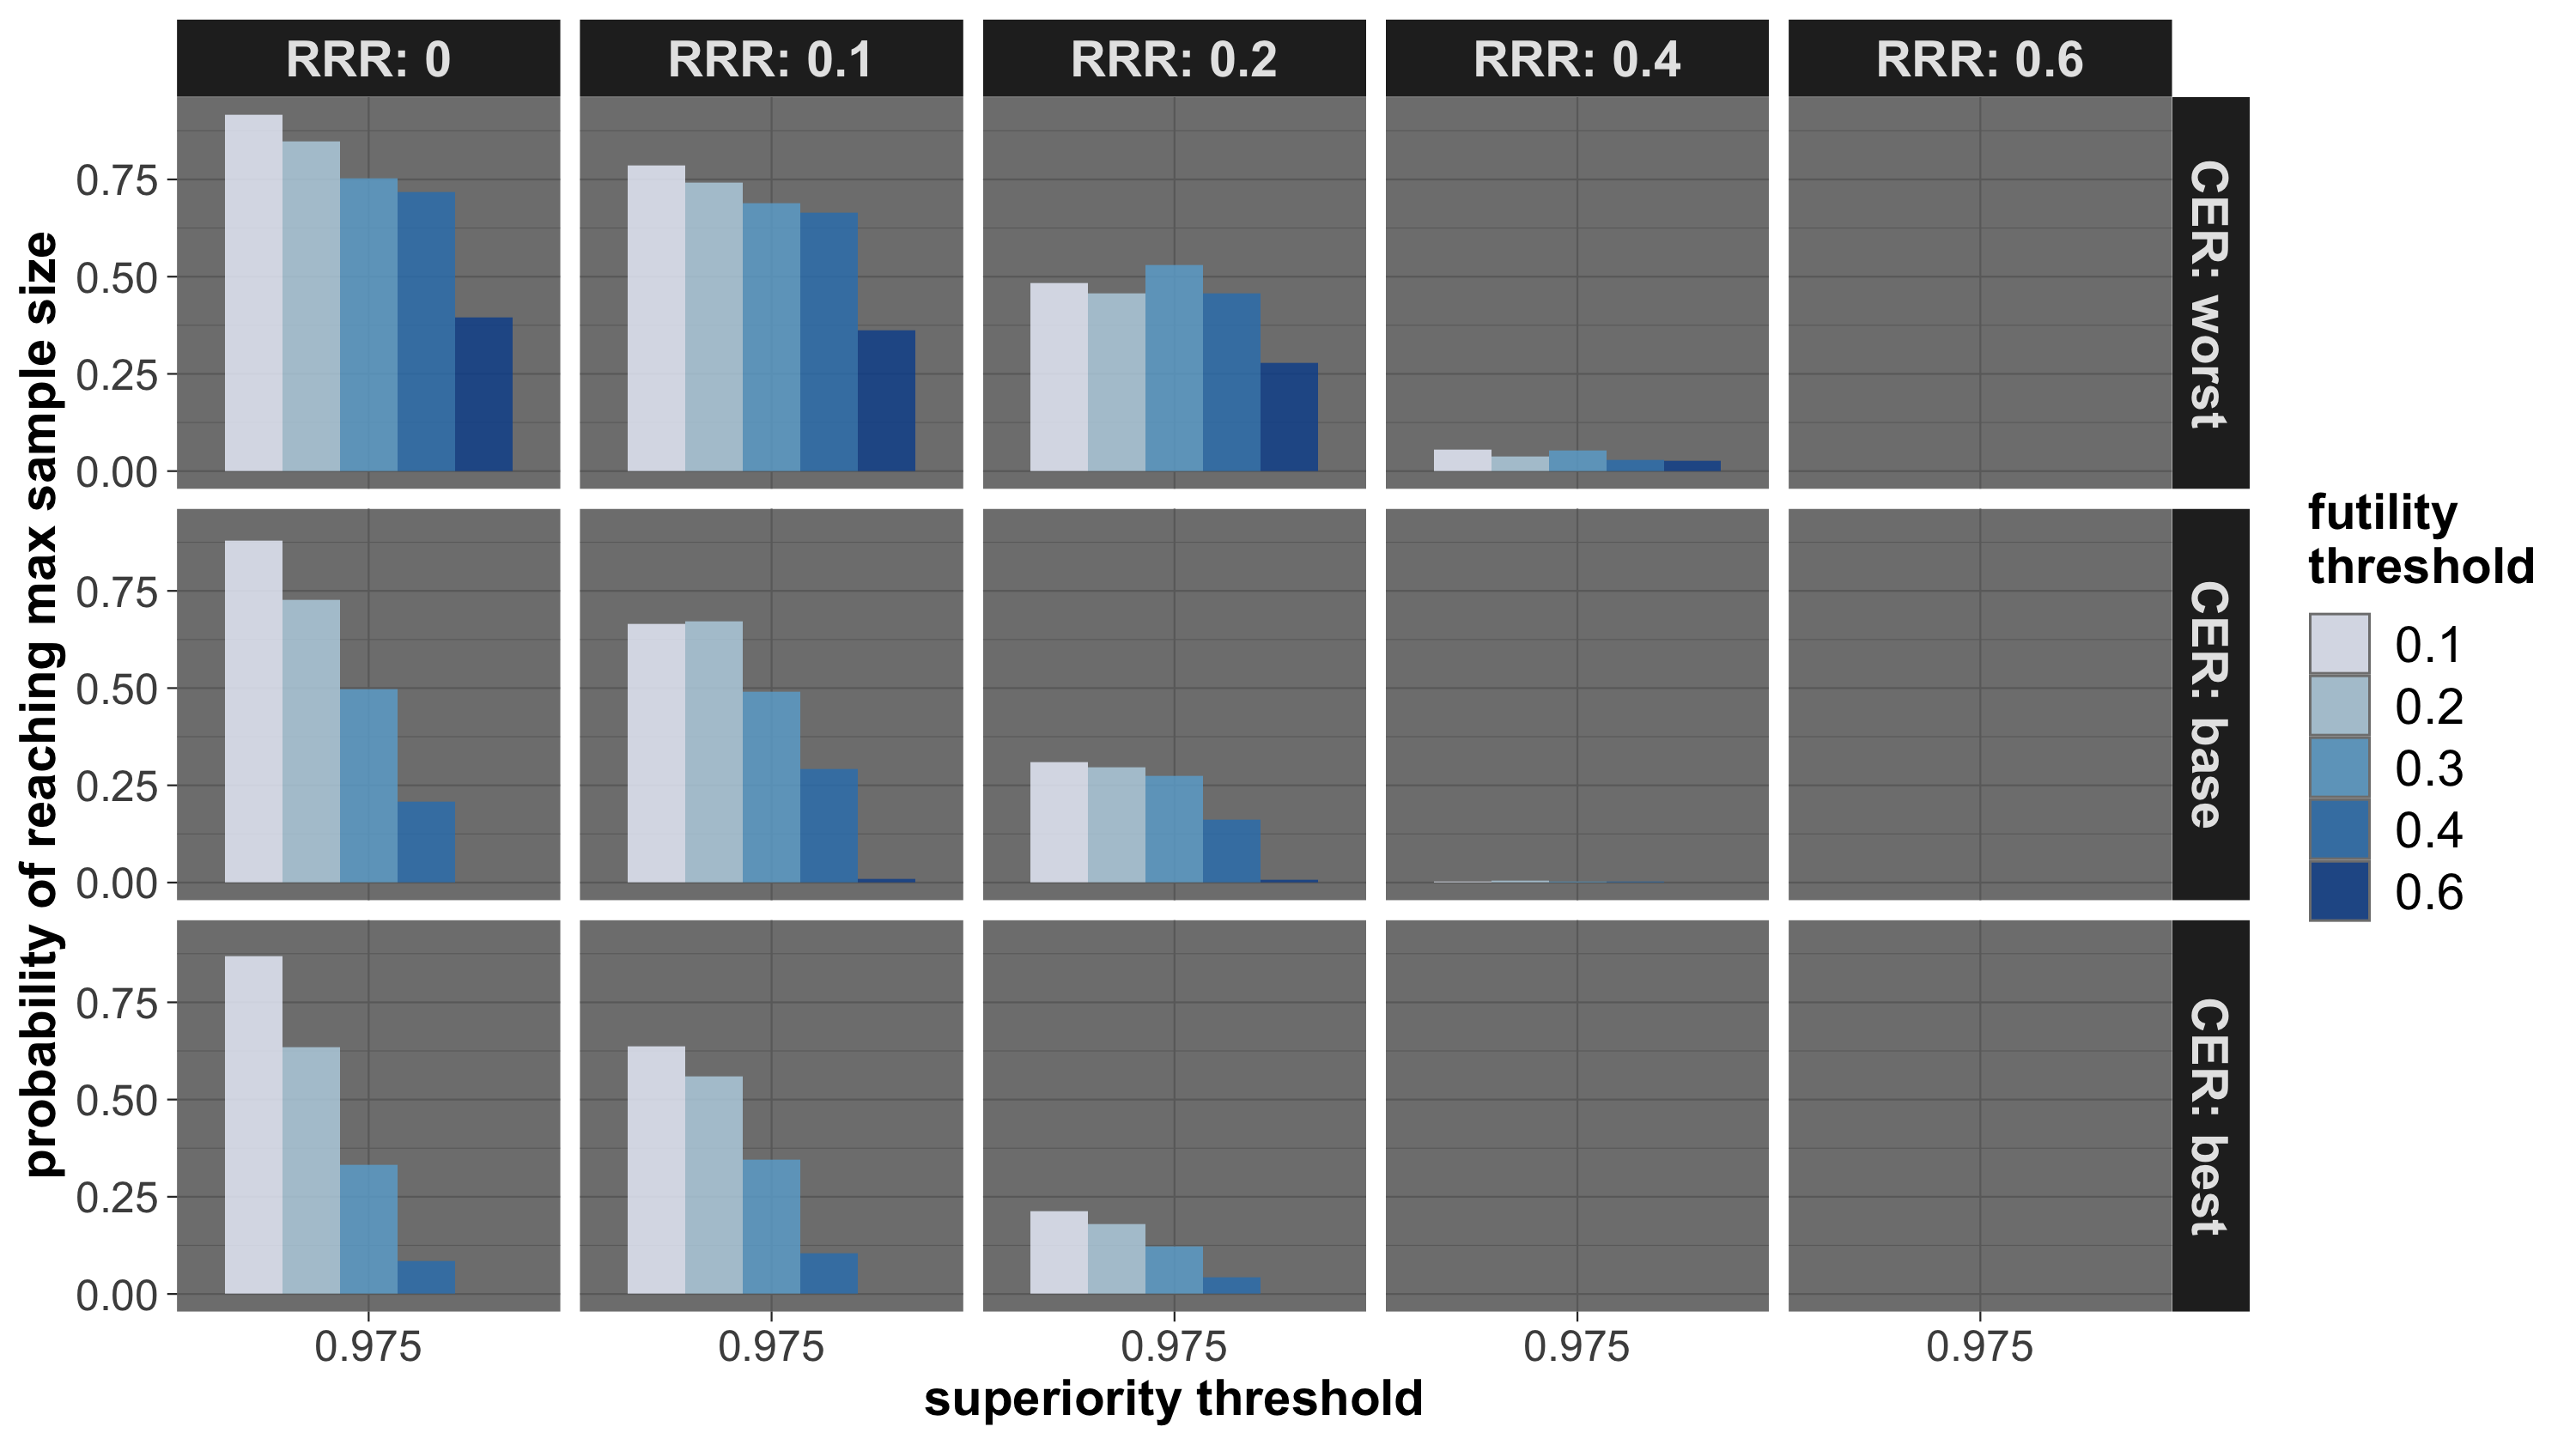 RRR: 0
RRR: 0.1
RRR: 0.2
RRR: 0.4
RRR: 0.6
probability of reaching max sample size
0.75
0.50
0.25
0.00
CER: worst
0.75
0.50
0.25
0.00
CER: base
0.75
0.50
0.25
0.00
CER: best
0.975
0.975
0.975
0.975
0.975
superiority threshold
futility
threshold
0.1
0.2
0.3
0.4
0.6